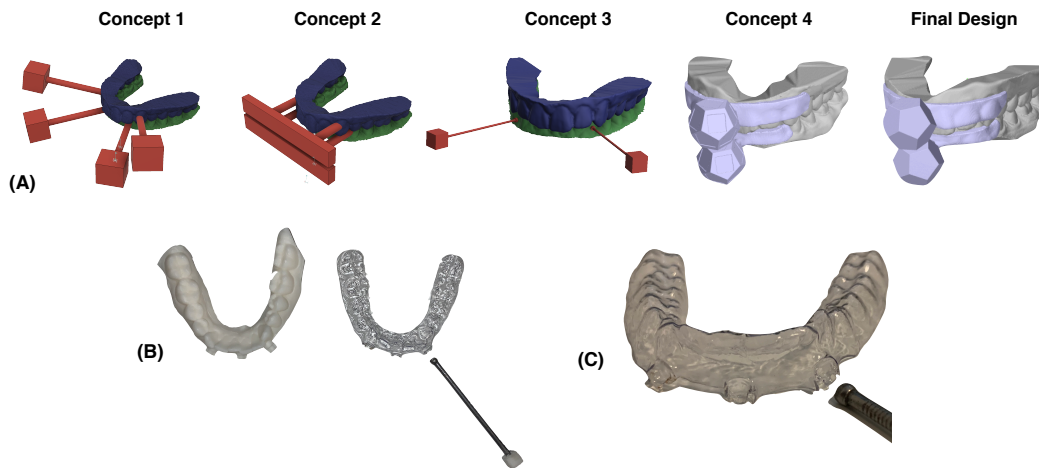 Concept 1
Concept 2
Concept 3
Concept 4
Final Design
(A)
(B)
(C)